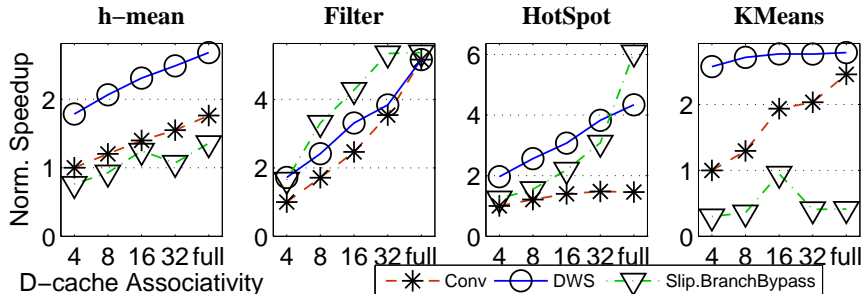 h−mean Filter HotSpot KMeans
Norm. Speedup
2
1
0
4 8 16 32 full
4
2
0
4 8 16 32 full
6
4
2
0
4 8 16 32 full
2
1
0
4 8 16 32 full
D−cache Associativity
Conv DWS Slip.BranchBypass